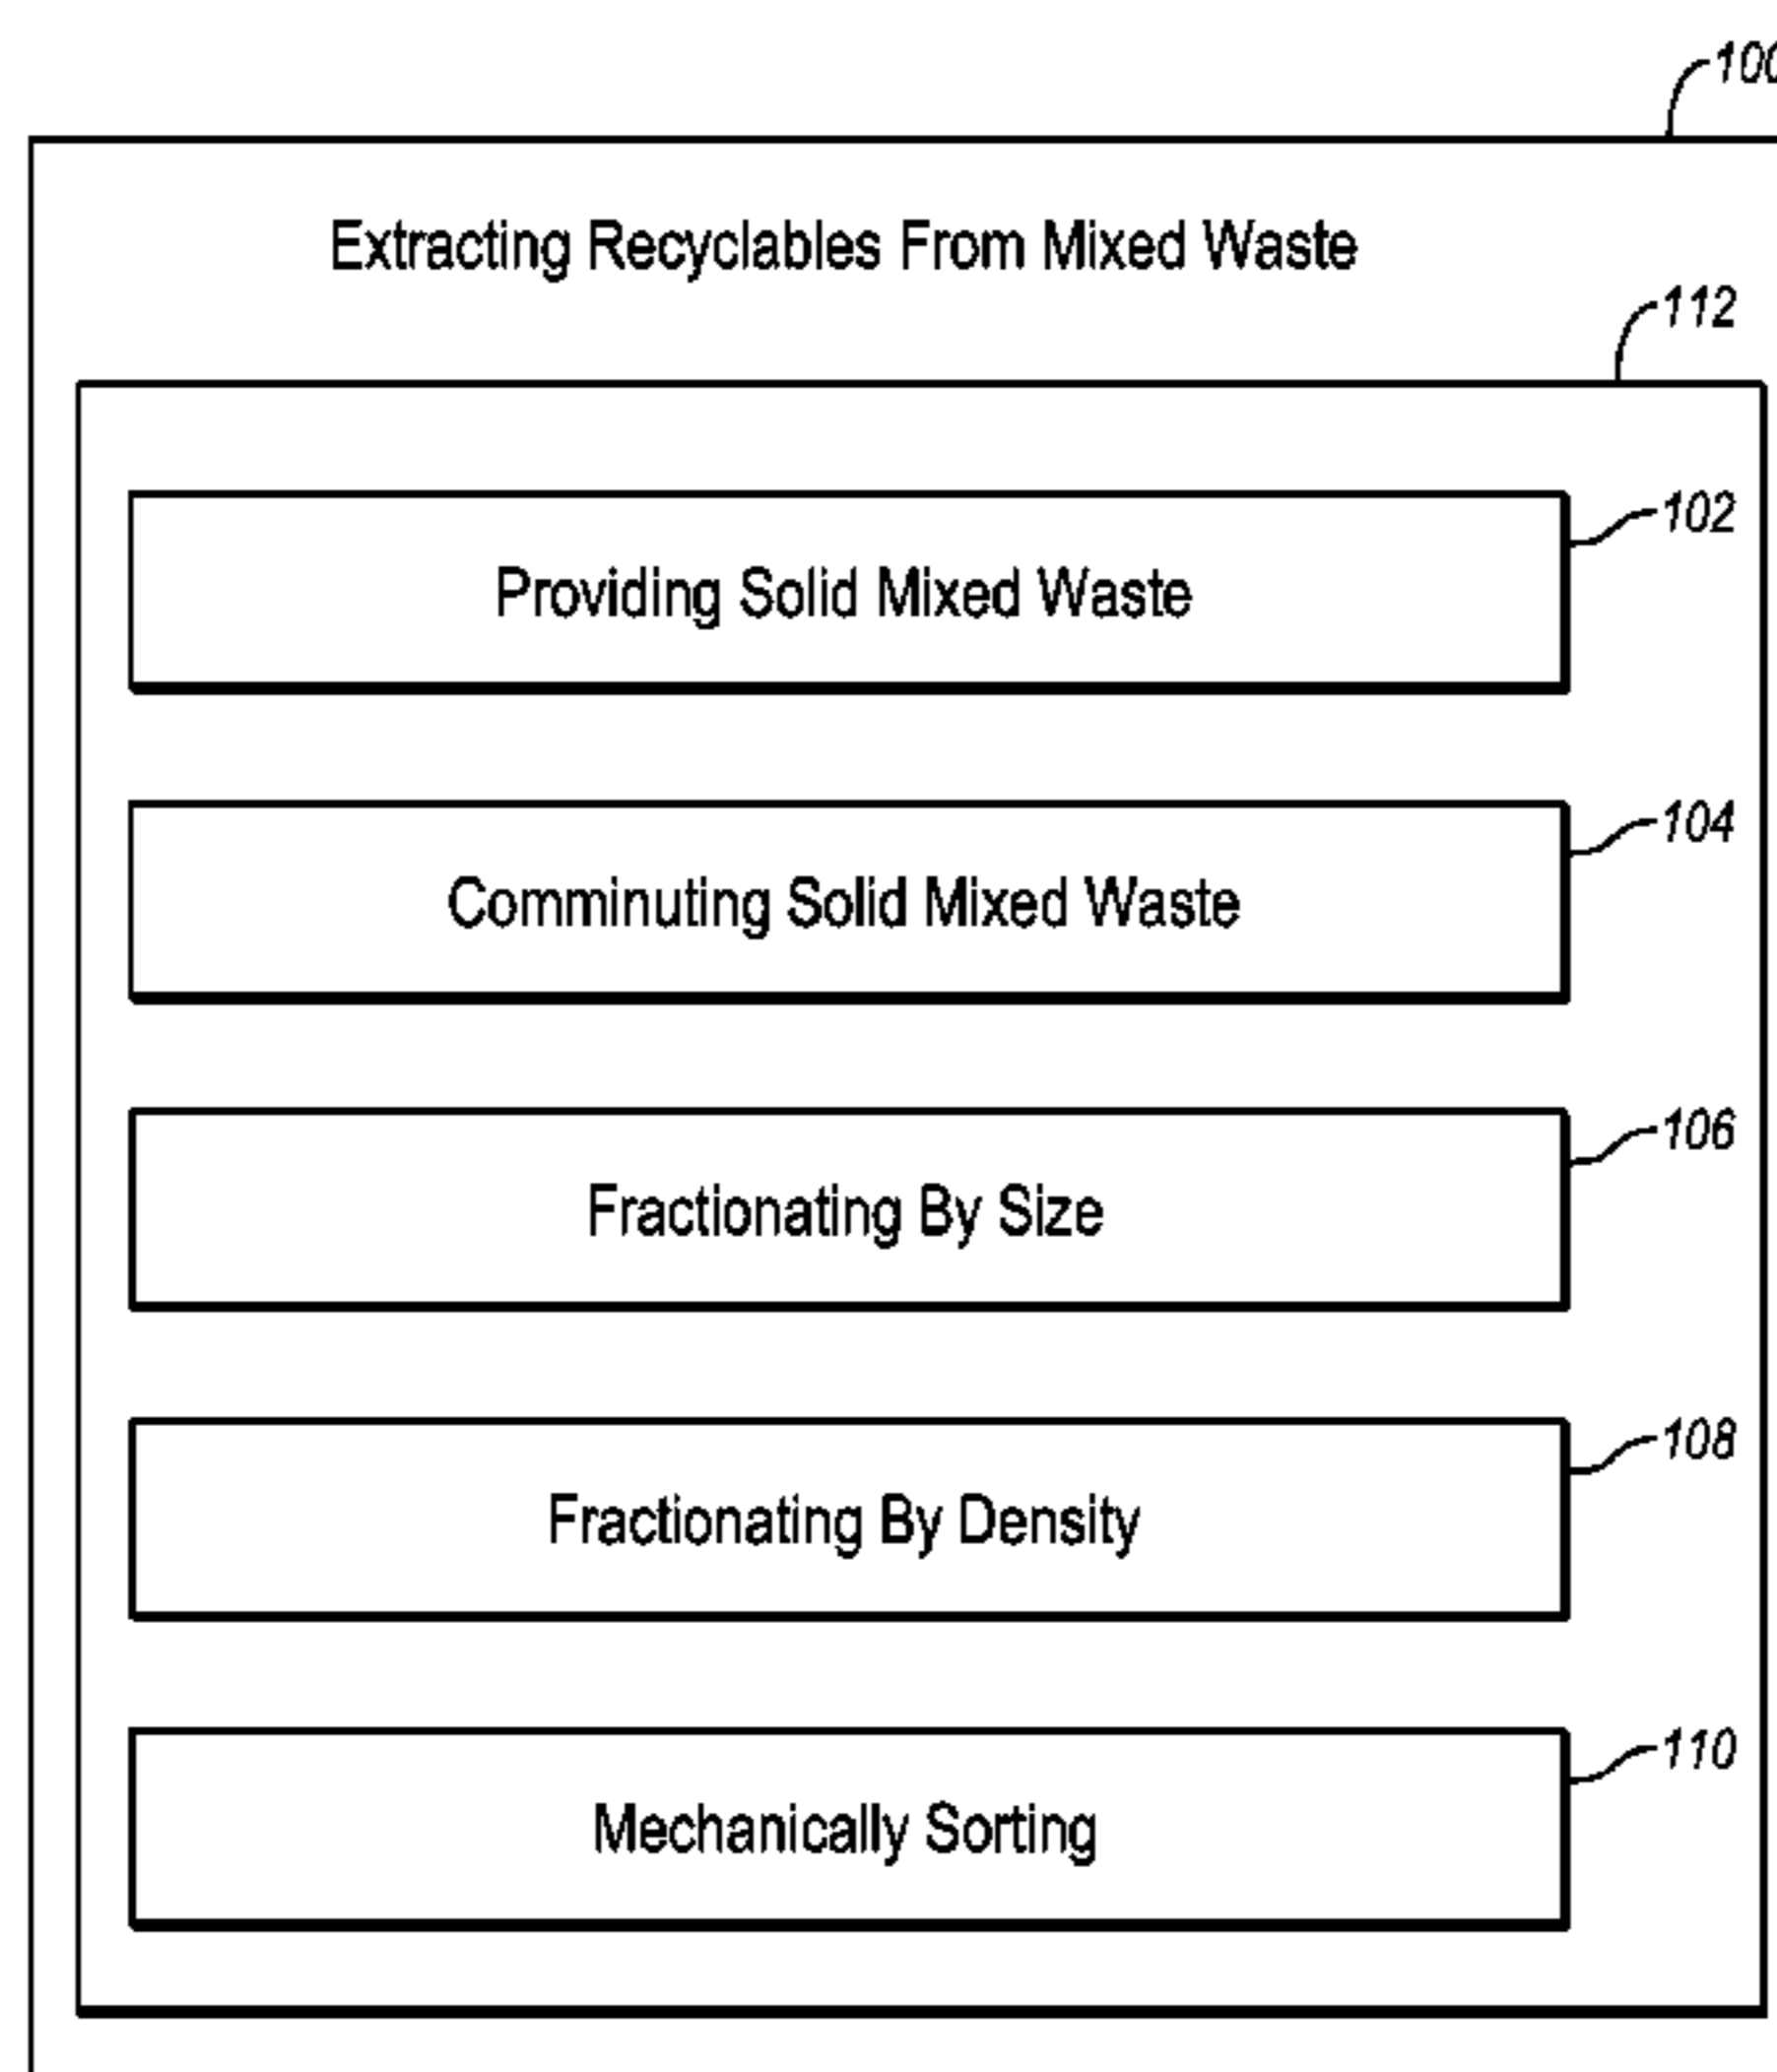 100
Extracting Recyclables From Mixed Waste
112
102
Providing Solid Mixed Waste
104
Comminuting Solid Mixed Waste
106
Fractionating By Size
108
Fractionating By Density
110
Mechanically Sorting